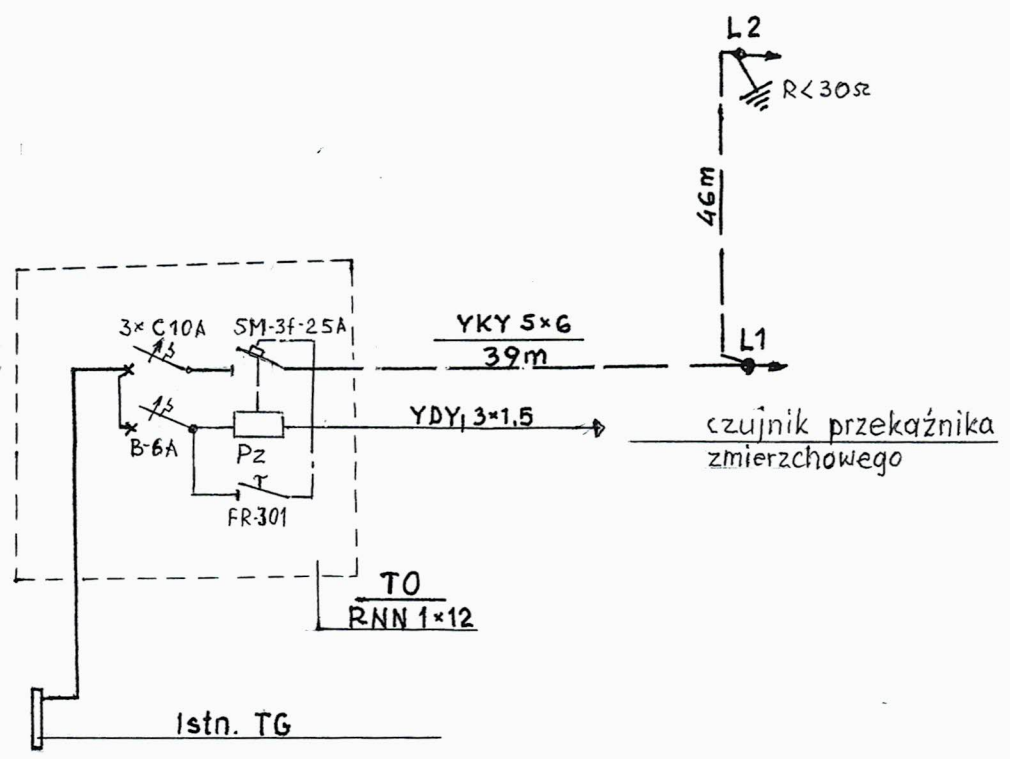 L2
R<30Ω
46m
3×C10A
SM-3f-25A
YKY 5×6
39m
L1
B-6A
Pz
YDY 3×1,5
czujnik przekaźnika
zmierzchowego
FR-301
TO
RNN 1×12
Istn. TG